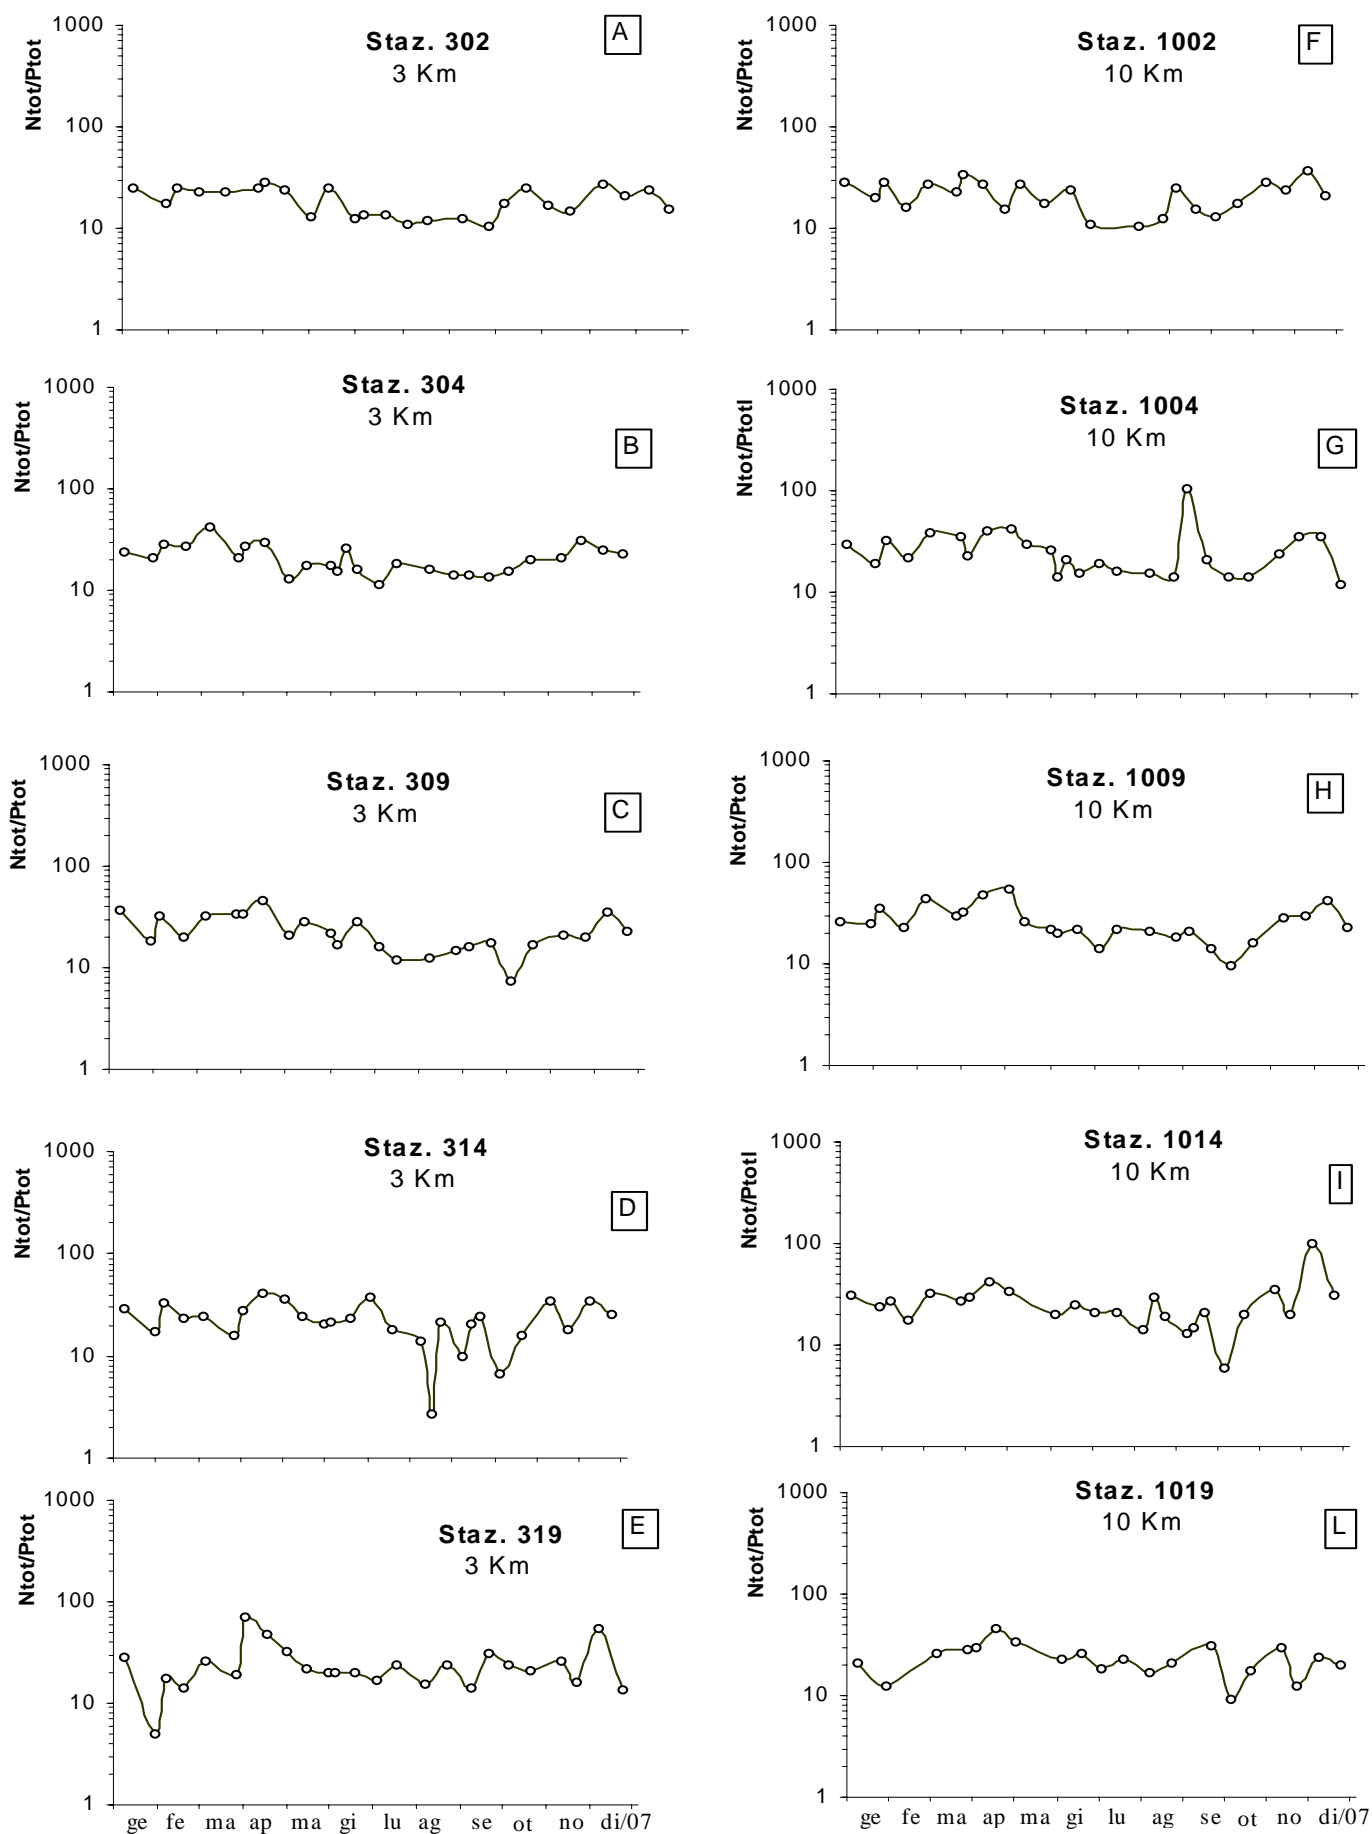 Staz. 302
3 Km
A
Ntot/Ptot
1000
100
10
1
Staz. 1002
10 Km
F
Ntot/Ptot
1000
100
10
1
Staz. 304
3 Km
B
Ntot/Ptot
1000
100
10
1
Staz. 1004
10 Km
G
Ntot/Ptotl
1000
100
10
1
Staz. 309
3 Km
C
Ntot/Ptot
1000
100
10
1
Staz. 1009
10 Km
H
Ntot/Ptot
1000
100
10
1
Staz. 314
3 Km
D
Ntot/Ptot
1000
100
10
1
Staz. 1014
10 Km
I
Ntot/Ptotl
1000
100
10
1
Staz. 319
3 Km
E
Ntot/Ptot
1000
100
10
1
ge fe ma ap ma gi lu ag se ot no di/07
Staz. 1019
10 Km
L
Ntot/Ptot
1000
100
10
1
ge fe ma ap ma gi lu ag se ot no di/07